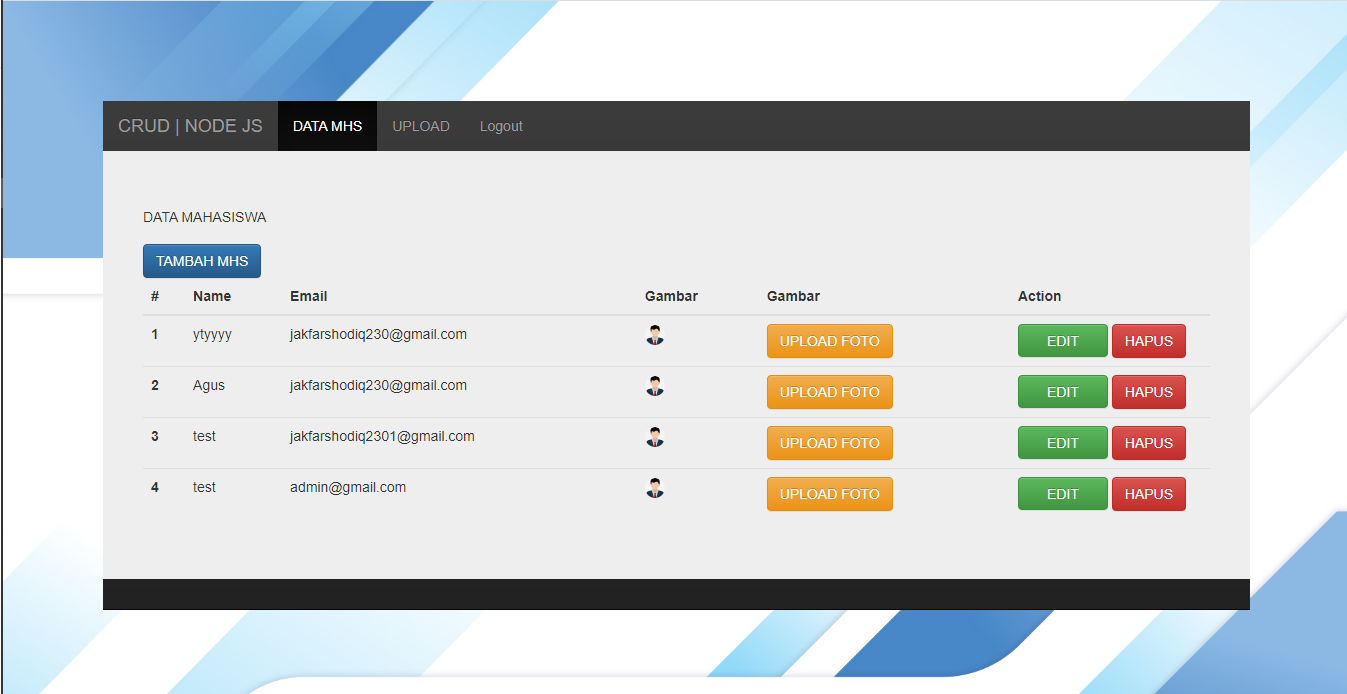 CRUD | NODE JS DATA MHS UPLOAD Logout
DATA MAHASISWA
TAMBAH MHS
# Name Email Gambar Gambar Action
1 ytyyyy jakfarshodiq230@gmail.com UPLOAD FOTO EDIT HAPUS
2 Agus jakfarshodiq230@gmail.com UPLOAD FOTO EDIT HAPUS
3 test jakfarshodiq2301@gmail.com UPLOAD FOTO EDIT HAPUS
4 test admin@gmail.com UPLOAD FOTO EDIT HAPUS